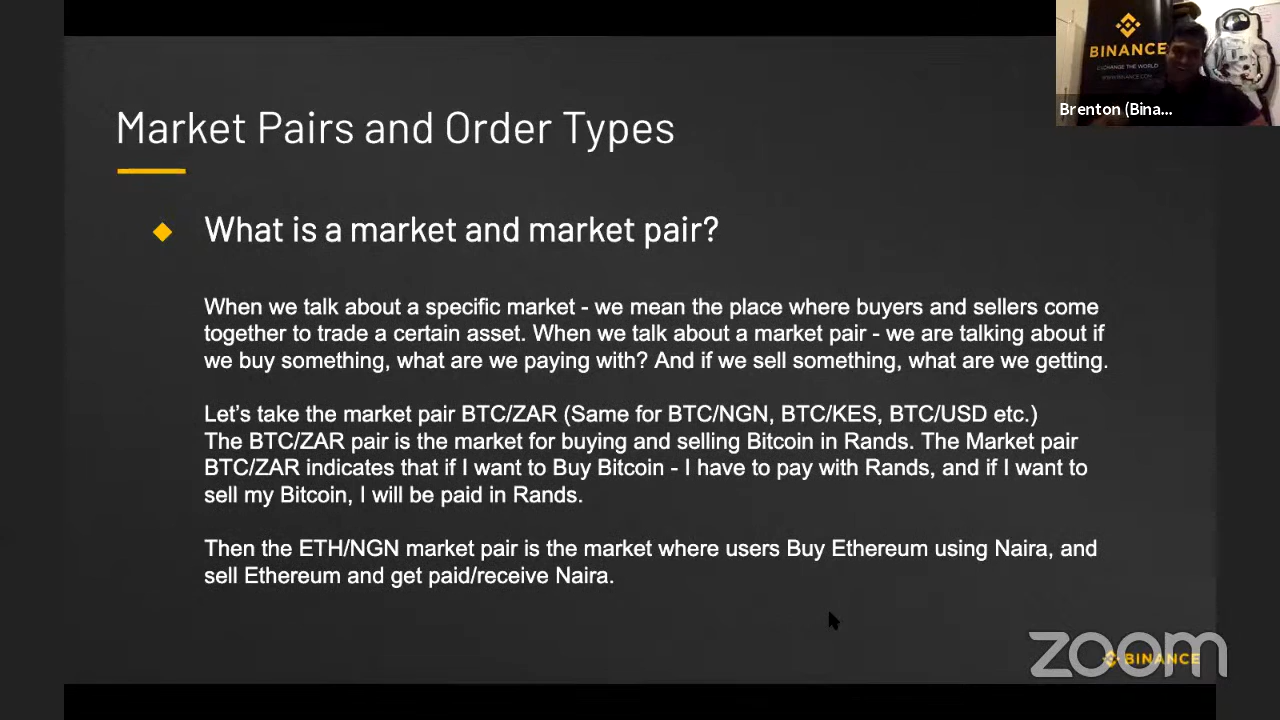 Market Pairs and Order Types
What is a market and market pair?
When we talk about a specific market - we mean the place where buyers and sellers come
together to trade a certain asset. When we talk about a market pair - we are talking about if
we buy something, what are we paying with? And if we sell something, what are we getting.
Let's take the market pair BTC/ZAR (Same for BTC/NGN, BTC/KES, BTC/USD etc.)
The BTC/ZAR pair is the market for buying and selling Bitcoin in Rands. The Market pair
BTC/ZAR indicates that if I want to Buy Bitcoin - I have to pay with Rands, and if I want to
sell my Bitcoin, I will be paid in Rands.
Then the ETH/NGN market pair is the market where users Buy Ethereum using Naira, and
sell Ethereum and get paid/receive Naira.
BINANCE
EXCHANGE THE WORLD
WWW.BINANCE.COM
Brenton (Bina...
zoom
BINANCE